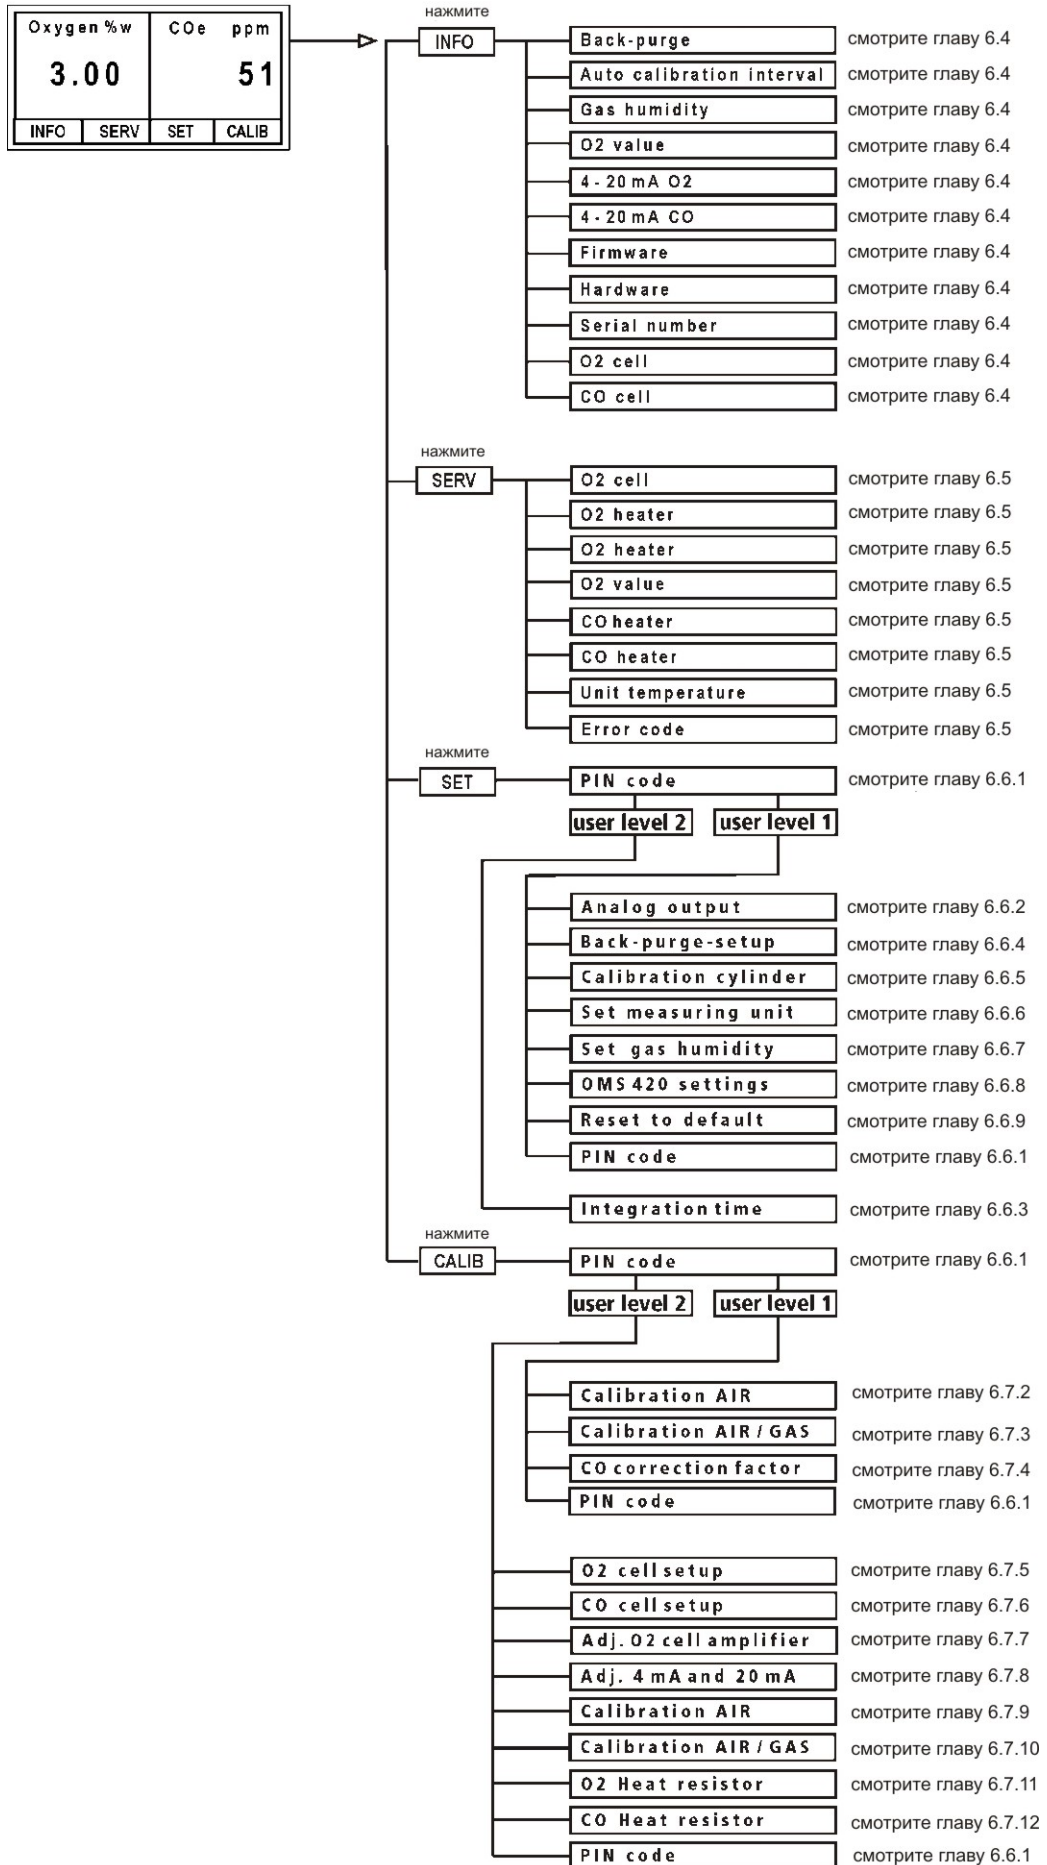 Oxygen %w COe ppm
3.00 51
INFO SERV SET CALIB
нажмите
INFO
Back-purge смотрите главу 6.4
Auto calibration interval смотрите главу 6.4
Gas humidity смотрите главу 6.4
O2 value смотрите главу 6.4
4 - 20 mA O2 смотрите главу 6.4
4 - 20 mA CO смотрите главу 6.4
Firmware смотрите главу 6.4
Hardware смотрите главу 6.4
Serial number смотрите главу 6.4
O2 cell смотрите главу 6.4
CO cell смотрите главу 6.4
нажмите
SERV
O2 cell смотрите главу 6.5
O2 heater смотрите главу 6.5
O2 heater смотрите главу 6.5
O2 value смотрите главу 6.5
CO heater смотрите главу 6.5
CO heater смотрите главу 6.5
Unit temperature смотрите главу 6.5
Error code смотрите главу 6.5
нажмите
SET
PIN code смотрите главу 6.6.1
user level 2 user level 1
Analog output смотрите главу 6.6.2
Back-purge-setup смотрите главу 6.6.4
Calibration cylinder смотрите главу 6.6.5
Set measuring unit смотрите главу 6.6.6
Set gas humidity смотрите главу 6.6.7
OMS 420 settings смотрите главу 6.6.8
Reset to default смотрите главу 6.6.9
PIN code смотрите главу 6.6.1
Integration time смотрите главу 6.6.3
нажмите
CALIB
PIN code смотрите главу 6.6.1
user level 2 user level 1
Calibration AIR смотрите главу 6.7.2
Calibration AIR / GAS смотрите главу 6.7.3
CO correction factor смотрите главу 6.7.4
PIN code смотрите главу 6.6.1
O2 cell setup смотрите главу 6.7.5
CO cell setup смотрите главу 6.7.6
Adj. O2 cell amplifier смотрите главу 6.7.7
Adj. 4 mA and 20 mA смотрите главу 6.7.8
Calibration AIR смотрите главу 6.7.9
Calibration AIR / GAS смотрите главу 6.7.10
O2 Heat resistor смотрите главу 6.7.11
CO Heat resistor смотрите главу 6.7.12
PIN code смотрите главу 6.6.1